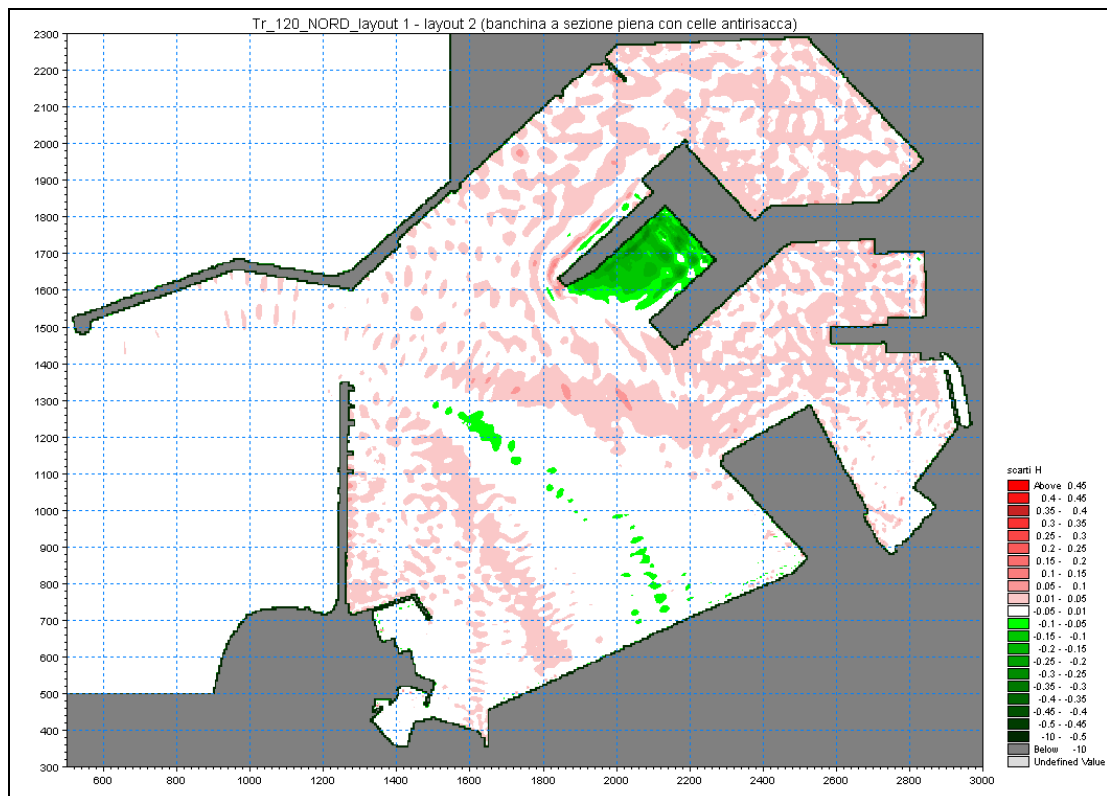 Tr_120_NORD_layout 1 - layout 2 (banchina a sezione piena con celle antirisacca)
2300
2200
2100
2000
1900
1800
1700
1600
1500
1400
1300
1200
1100
1000
900
800
700
600
500
400
300
600 800 1000 1200 1400 1600 1800 2000 2200 2400 2600 2800 3000
scarti H
Above 0.45
0.4 - 0.45
0.35 - 0.4
0.3 - 0.35
0.25 - 0.3
0.2 - 0.25
0.15 - 0.2
0.1 - 0.15
0.05 - 0.1
0.01 - 0.05
-0.05 - 0.01
-0.1 - -0.05
-0.15 - -0.1
-0.2 - -0.15
-0.25 - -0.2
-0.3 - -0.25
-0.35 - -0.3
-0.4 - -0.35
-0.45 - -0.4
-0.5 - -0.45
-10 - -0.5
Below -10
Undefined Value